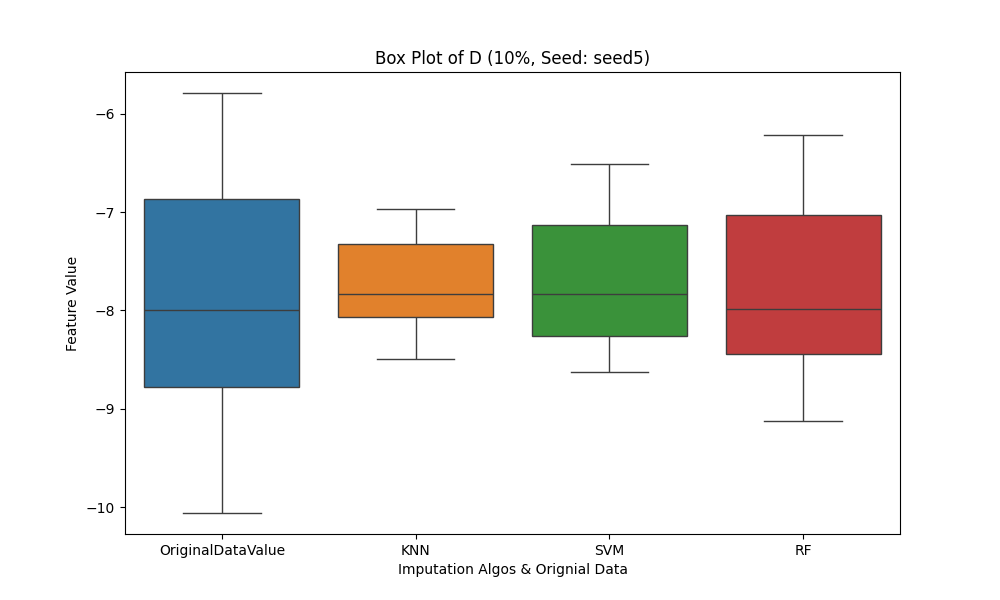 Box Plot of D (10%, Seed: seed5)
Feature Value
−6
−7
−8
−9
−10
OriginalDataValue KNN SVM RF
Imputation Algos & Orignial Data